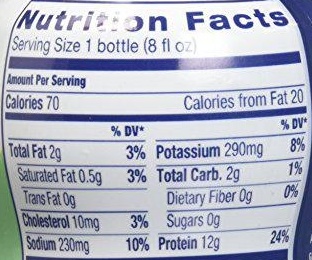 Nutrition Facts
Serving Size 1 bottle (8 fl oz)
Amount Per Serving
Calories 70 Calories from Fat 20
% DV* % DV*
Total Fat 2g 3% Potassium 290mg 8%
Saturated Fat 0.5g 3% Total Carb. 2g 1%
Trans Fat 0g Dietary Fiber 0g 0%
Cholesterol 10mg 3% Sugars 0g
Sodium 230mg 10% Protein 12g 24%